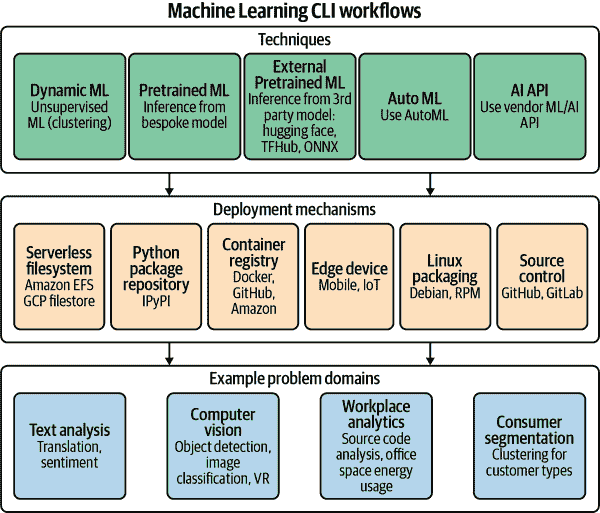 Machine Learning CLI workflows
Techniques
Dynamic ML
Unsupervised
ML (clustering)
Pretrained ML
Inference from
bespoke model
External
Pretrained ML
Inference from 3rd
party model:
hugging face,
TFHub, ONNX
Auto ML
Use AutoML
AI API
Use vendor ML/AI
API
Deployment mechanisms
Serverless
filesystem
Amazon EFS
GCP filestore
Python
package
repository
IPyPI
Container
registry
Docker,
GitHub,
Amazon
Edge device
Mobile, IoT
Linux
packaging
Debian, RPM
Source
control
GitHub, GitLab
Example problem domains
Text analysis
Translation,
sentiment
Computer
vision
Object detection,
image
classification, VR
Workplace
analytics
Source code
analysis, office
space energy
usage
Consumer
segmentation
Clustering for
customer types